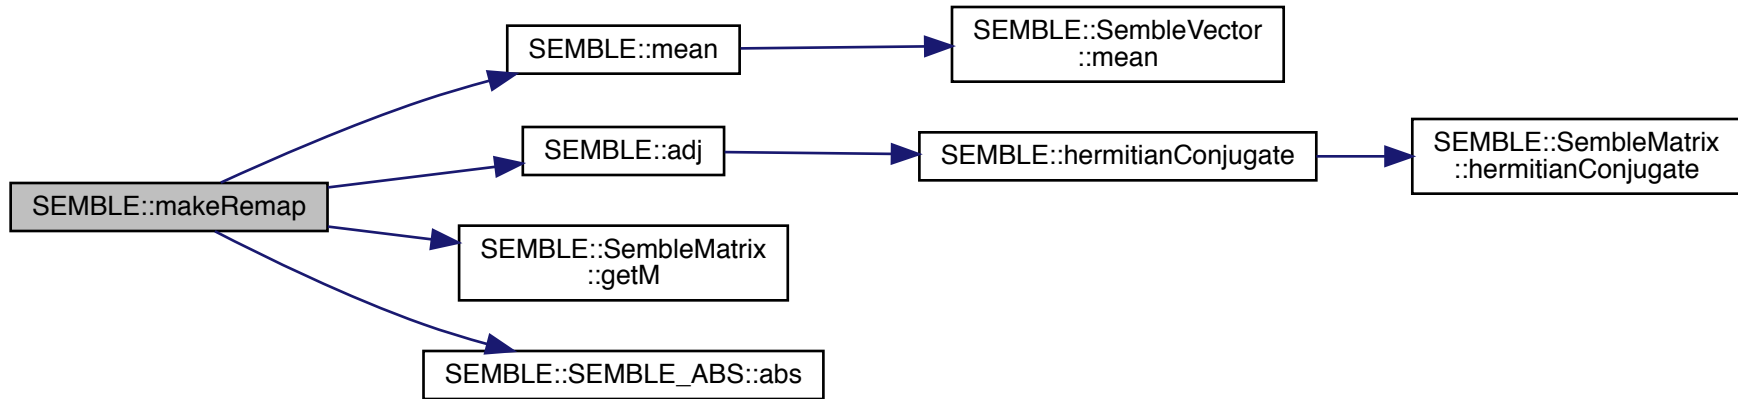 SEMBLE::makeRemap
SEMBLE::mean
SEMBLE::SembleVector
::mean
SEMBLE::adj
SEMBLE::hermitianConjugate
SEMBLE::SembleMatrix
::hermitianConjugate
SEMBLE::SembleMatrix
::getM
SEMBLE::SEMBLE_ABS::abs